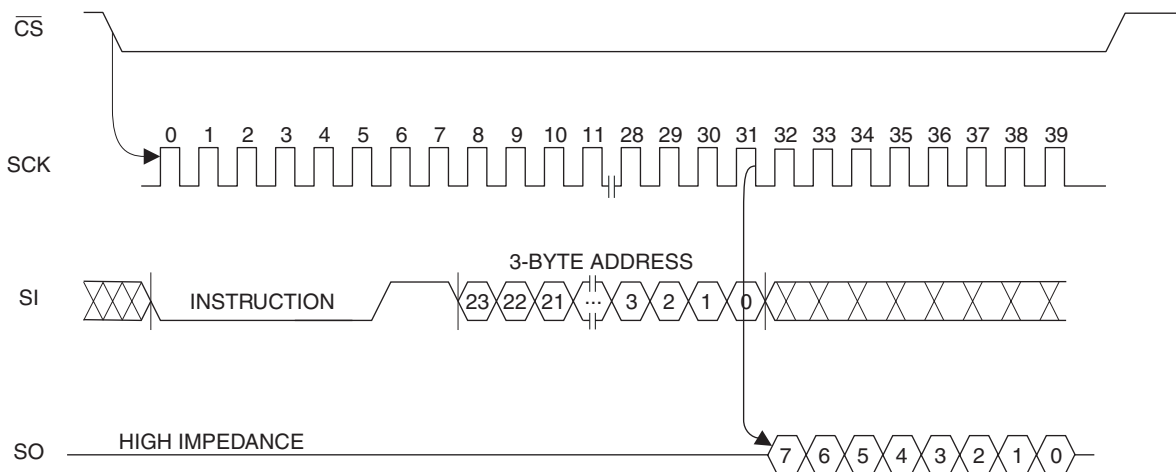 CS
0 1 2 3 4 5 6 7 8 9 10 11 28 29 30 31 32 33 34 35 36 37 38 39
SCK
3-BYTE ADDRESS
SI INSTRUCTION 23 22 21 ... 3 2 1 0
HIGH IMPEDANCE
SO 7 6 5 4 3 2 1 0